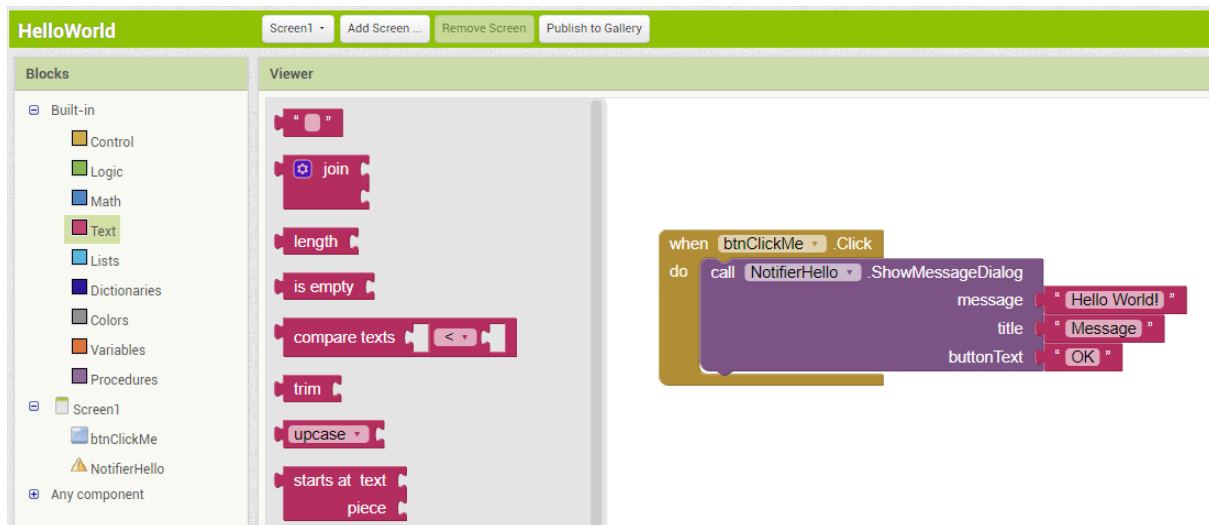 HelloWorld
Screen1 Add Screen ... Remove Screen Publish to Gallery
Blocks
Built-in
Control
Logic
Math
Text
Lists
Dictionaries
Colors
Variables
Procedures
Screen1
btnClickMe
NotifierHello
Any component
Viewer
“ ”
join
length
is empty
compare texts <
trim
upcase
starts at text
piece
when btnClickMe .Click
do call NotifierHello .ShowMessageDialog
message “ Hello World! ”
title “ Message ”
buttonText “ OK ”